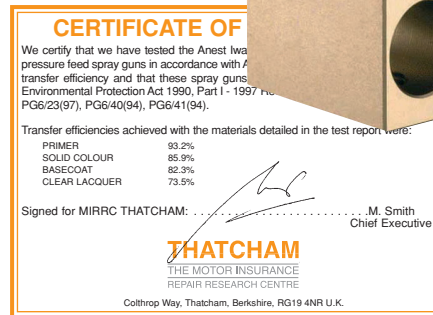 CERTIFICATE OF
We certify that we have tested the Anest Iwa
pressure feed spray guns in accordance with A
transfer efficiency and that these spray guns
Environmental Protection Act 1990, Part I - 1997 Re
PG6/23(97), PG6/40(94), PG6/41(94).
Transfer efficiencies achieved with the materials detailed in the test report were:
PRIMER 93.2%
SOLID COLOUR 85.9%
BASECOAT 82.3%
CLEAR LACQUER 73.5%
Signed for MIRRC THATCHAM: . . . . . . . . . . . . . . . . . . . . . . . . . . . . . . .M. Smith
Chief Executive
THATCHAM
THE MOTOR INSURANCE
REPAIR RESEARCH CENTRE
Colthrop Way, Thatcham, Berkshire, RG19 4NR U.K.